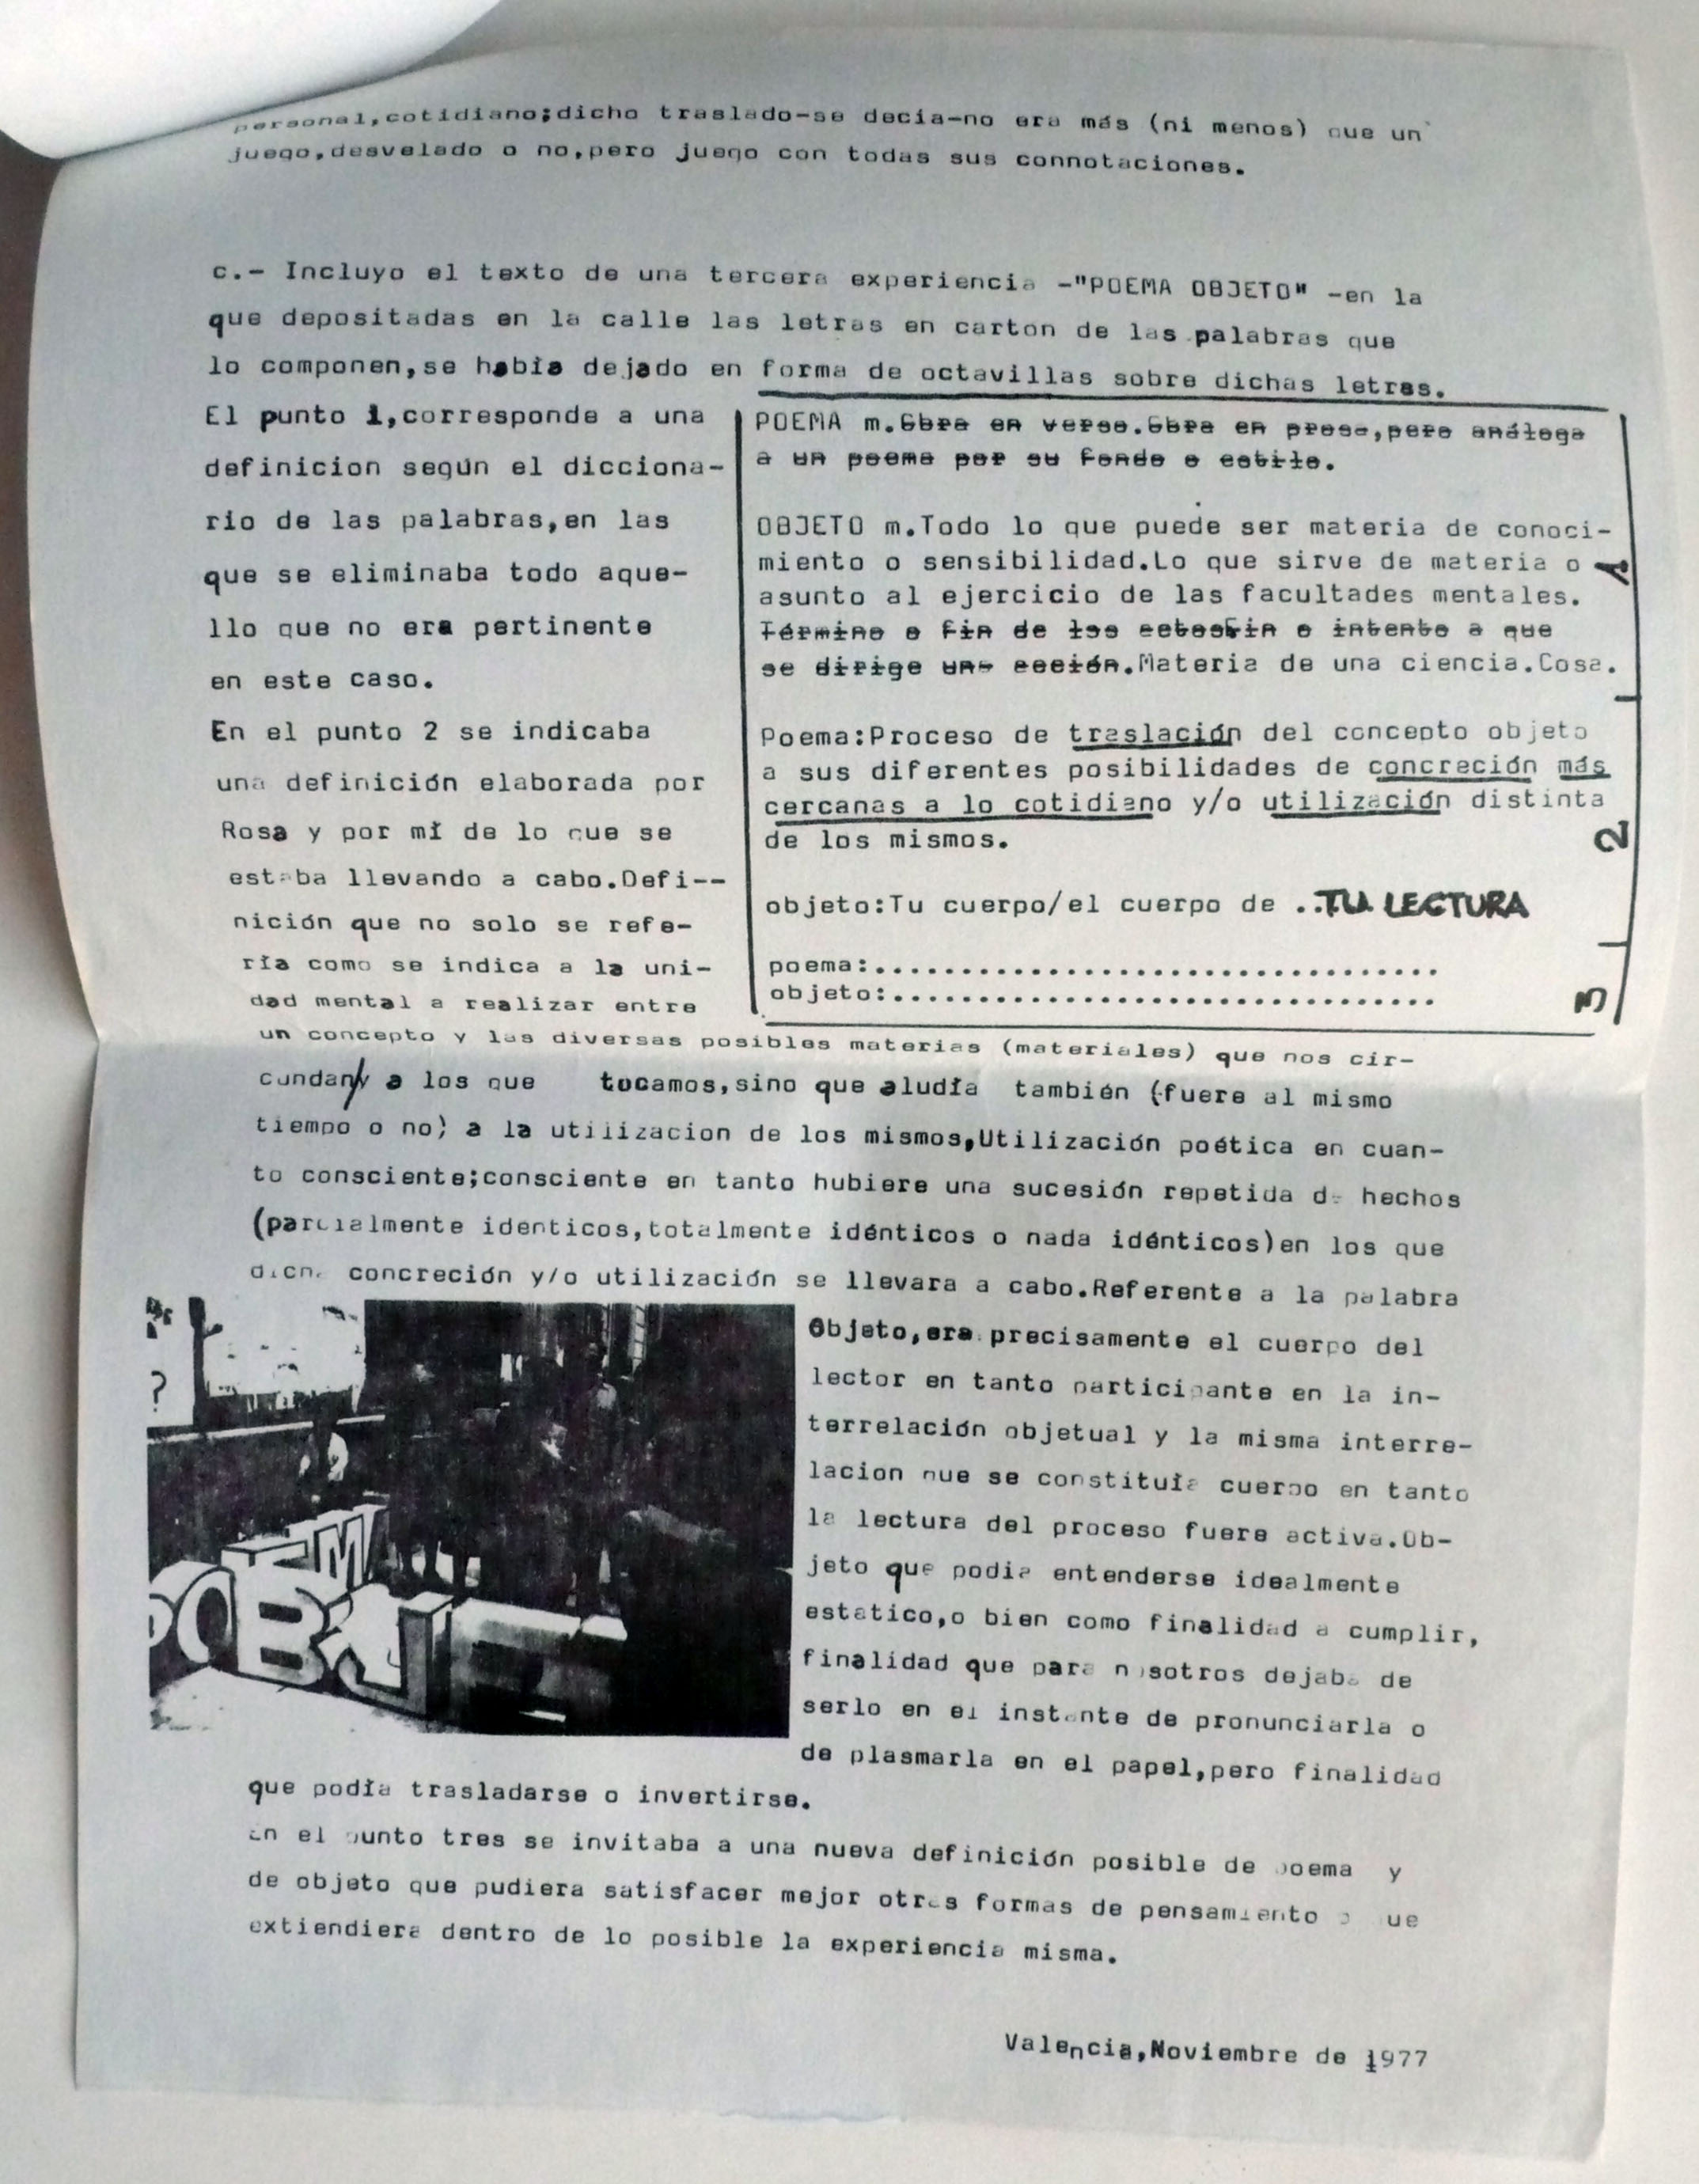 personal,cotidiano;dicho traslado-se decia-no era más (ni menos) que un
juego,desvelado o no,pero juego con todas sus connotaciones.
c.- Incluyo el texto de una tercera experiencia -"POEMA OBJETO" -en la
que depositadas en la calle las letras en carton de las palabras que
lo componen,se había dejado en forma de octavillas sobre dichas letras.
El punto 1,corresponde a una
definicion según el dicciona-
rio de las palabras,en las
que se eliminaba todo aque-
llo que no era pertinente
en este caso.
En el punto 2 se indicaba
una definición elaborada por
Rosa y por mí de lo que se
estaba llevando a cabo.Defi--
nición que no solo se refe-
ría como se indica a la uni-
dad mental a realizar entre
POEMA m.Obra en verso.Obra en prosa,pero análoga
a un poema por su fondo o estilo.
OBJETO m.Todo lo que puede ser materia de conoci-
miento o sensibilidad.Lo que sirve de materia o
asunto al ejercicio de las facultades mentales.
Término o fin de los intento a que
se dirige una acción.Materia de una ciencia.Cosa.
1
Poema:Proceso de traslación del concepto objeto
a sus diferentes posibilidades de concreción más
cercanas a lo cotidiano y/o utilización distinta
de los mismos.
2
objeto:Tu cuerpo/el cuerpo de ..TU LECTURA
poema:.................................
objeto:................................
3
un concepto y las diversas posibles materias (materiales) que nos cir-
cundan/y a los que tocamos,sino que aludía también (fuere al mismo
tiempo o no) a la utilizacion de los mismos,Utilización poética en cuan-
to consciente;consciente en tanto hubiere una sucesión repetida de hechos
(parcialmente identicos,totalmente idénticos o nada idénticos)en los que
dicha concreción y/o utilización se llevara a cabo.Referente a la palabra
Objeto,era precisamente el cuerpo del
lector en tanto participante en la in-
terrelación objetual y la misma interre-
lacion que se constituía cuerpo en tanto
la lectura del proceso fuere activa.Ob-
jeto que podia entenderse idealmente
estatico,o bien como finalidad a cumplir,
finalidad que para nosotros dejaba de
serlo en el instante de pronunciarla o
de plasmarla en el papel,pero finalidad
?
POEMA
OBJE
que podía trasladarse o invertirse.
En el punto tres se invitaba a una nueva definición posible de poema y
de objeto que pudiera satisfacer mejor otras formas de pensamiento o que
extendiera dentro de lo posible la experiencia misma.
Valencia,Noviembre de 1977